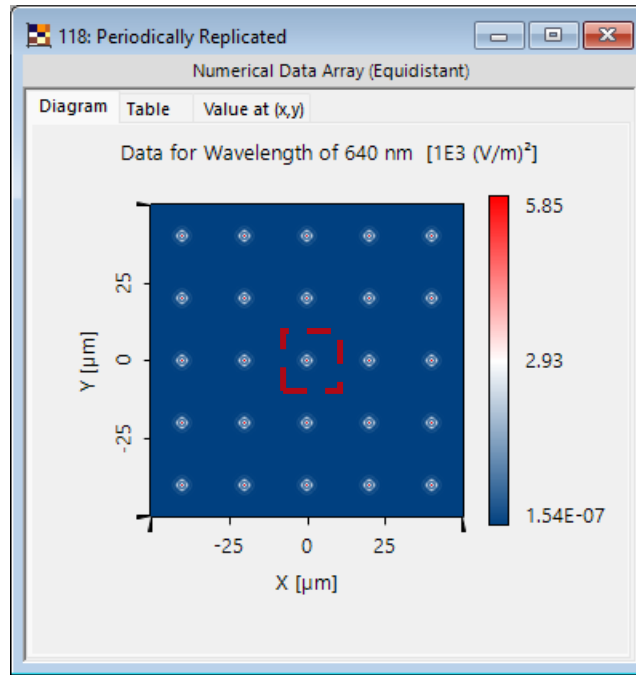 118: Periodically Replicated
Numerical Data Array (Equidistant)
Diagram Table Value at (x,y)
Data for Wavelength of 640 nm [1E3 (V/m)²]
5.85
2.93
1.54E-07
Y [µm]
25
0
-25
-25 0 25
X [µm]